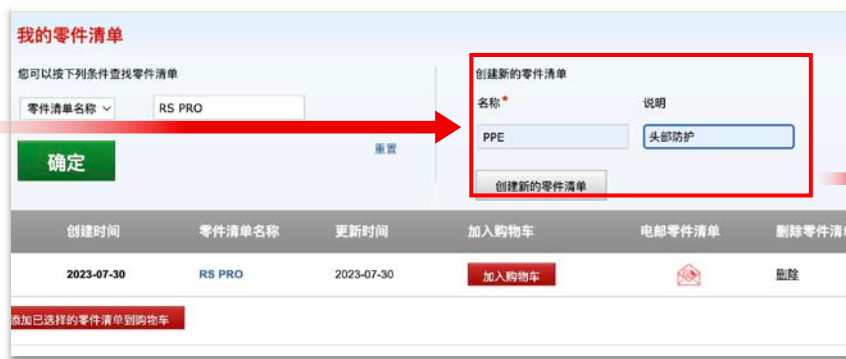 我的零件清单
您可以按下列条件查找零件清单
零件清单名称 RS PRO
确定
重置
创建新的零件清单
名称* 说明
PPE 头部防护
创建新的零件清单
创建时间 零件清单名称 更新时间 加入购物车 电邮零件清单 删除零件清单
2023-07-30 RS PRO 2023-07-30 加入购物车 删除
添加已选择的零件清单到购物车